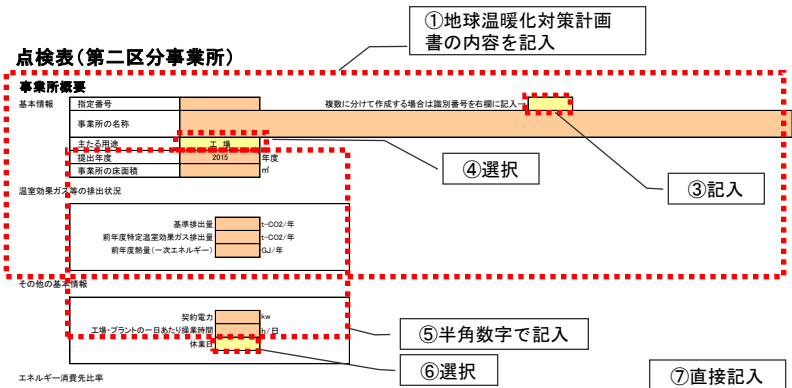 ①地球温暖化対策計画
書の内容を記入
点検表（第二区分事業所）
事業所概要
基本情報
指定番号
複数に分けて作成する場合は識別番号を右欄に記入→
事業所の名称
主たる用途 工 場
提出年度 2015 年度
事業所の床面積 ㎡
④選択
③記入
温室効果ガス等の排出状況
基準排出量 t-CO2/年
前年度特定温室効果ガス排出量 t-CO2/年
前年度熱量(一次エネルギー) GJ/年
その他の基本情報
契約電力 kw
工場・プラントの一日あたり操業時間 h/日
休業日
⑤半角数字で記入
⑥選択
⑦直接記入
エネルギー消費先比率